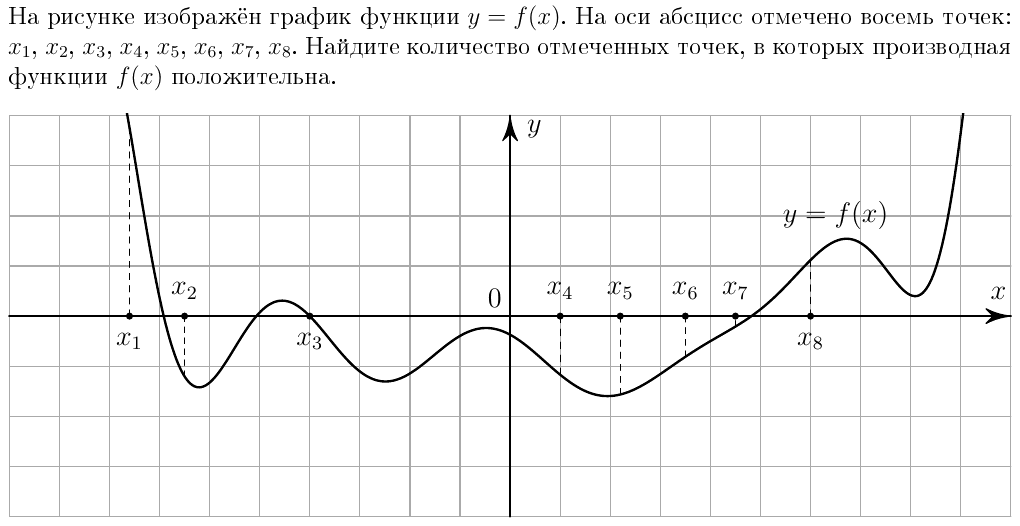 На рисунке изображён график функции y = f(x). На оси абсцисс отмечено восемь точек:
x₁, x₂, x₃, x₄, x₅, x₆, x₇, x₈. Найдите количество отмеченных точек, в которых производная
функции f(x) положительна.
y
y = f(x)
x₂ 0 x₄ x₅ x₆ x₇ x
x₁ x₃ x₈